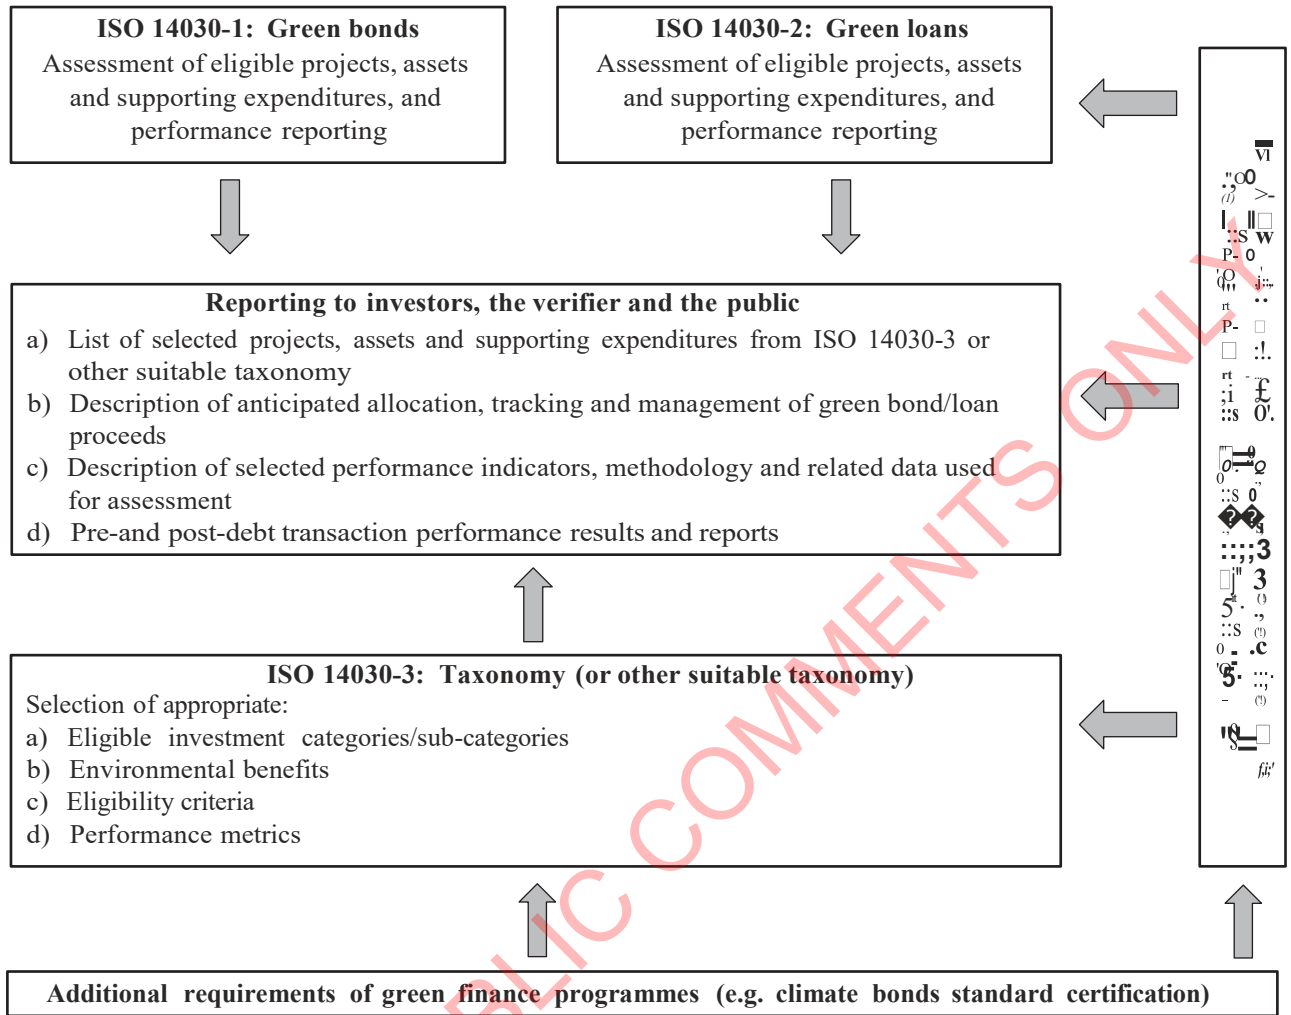 ISO 14030-1: Green bonds
Assessment of eligible projects, assets
and supporting expenditures, and
performance reporting
ISO 14030-2: Green loans
Assessment of eligible projects, assets
and supporting expenditures, and
performance reporting
Reporting to investors, the verifier and the public
a) List of selected projects, assets and supporting expenditures from ISO 14030-3 or
other suitable taxonomy
b) Description of anticipated allocation, tracking and management of green bond/loan
proceeds
c) Description of selected performance indicators, methodology and related data used
for assessment
d) Pre-and post-debt transaction performance results and reports
ISO 14030-3: Taxonomy (or other suitable taxonomy)
Selection of appropriate:
a) Eligible investment categories/sub-categories
b) Environmental benefits
c) Eligibility criteria
d) Performance metrics
Additional requirements of green finance programmes (e.g. climate bonds standard certification)
COMMENTS ONLY